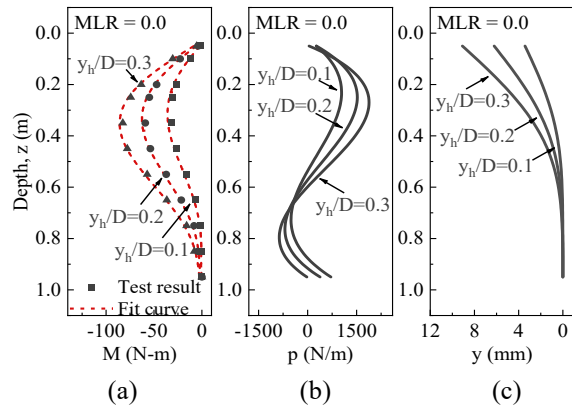 MLR = 0.0
0.0
0.2
0.4
0.6
0.8
1.0
Depth, z (m)
y_h/D=0.3
y_h/D=0.2
y_h/D=0.1
Test result
Fit curve
-100
-50
0
M (N-m)
(a)
MLR = 0.0
0.0
0.2
0.4
0.6
0.8
1.0
y_h/D=0.1
y_h/D=0.2
y_h/D=0.3
-1500
0
1500
p (N/m)
(b)
MLR = 0.0
0.0
0.2
0.4
0.6
0.8
1.0
y_h/D=0.3
y_h/D=0.2
y_h/D=0.1
12
8
4
0
y (mm)
(c)